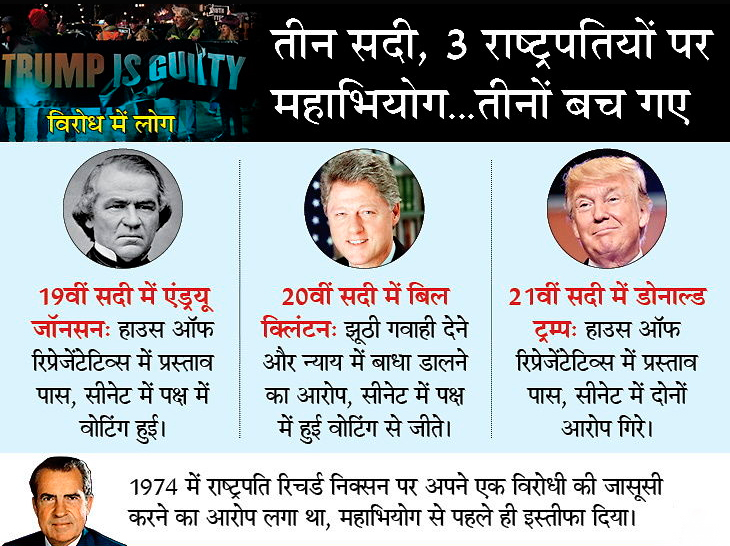 TRUMP IS GUILTY
विरोध में लोग
तीन सदी, 3 राष्ट्रपतियों पर
महाभियोग...तीनों बच गए
19वीं सदी में एंड्रयू
जॉनसनः हाउस ऑफ
रिप्रेजेंटेटिव्स में प्रस्ताव
पास, सीनेट में पक्ष में
वोटिंग हुई।
20वीं सदी में बिल
क्लिंटनः झूठी गवाही देने
और न्याय में बाधा डालने
का आरोप, सीनेट में पक्ष
में हुई वोटिंग से जीते।
21वीं सदी में डोनाल्ड
ट्रम्पः हाउस ऑफ
रिप्रेजेंटेटिव्स में प्रस्ताव
पास, सीनेट में दोनों
आरोप गिरे।
1974 में राष्ट्रपति रिचर्ड निक्सन पर अपने एक विरोधी की जासूसी
करने का आरोप लगा था, महाभियोग से पहले ही इस्तीफा दिया।